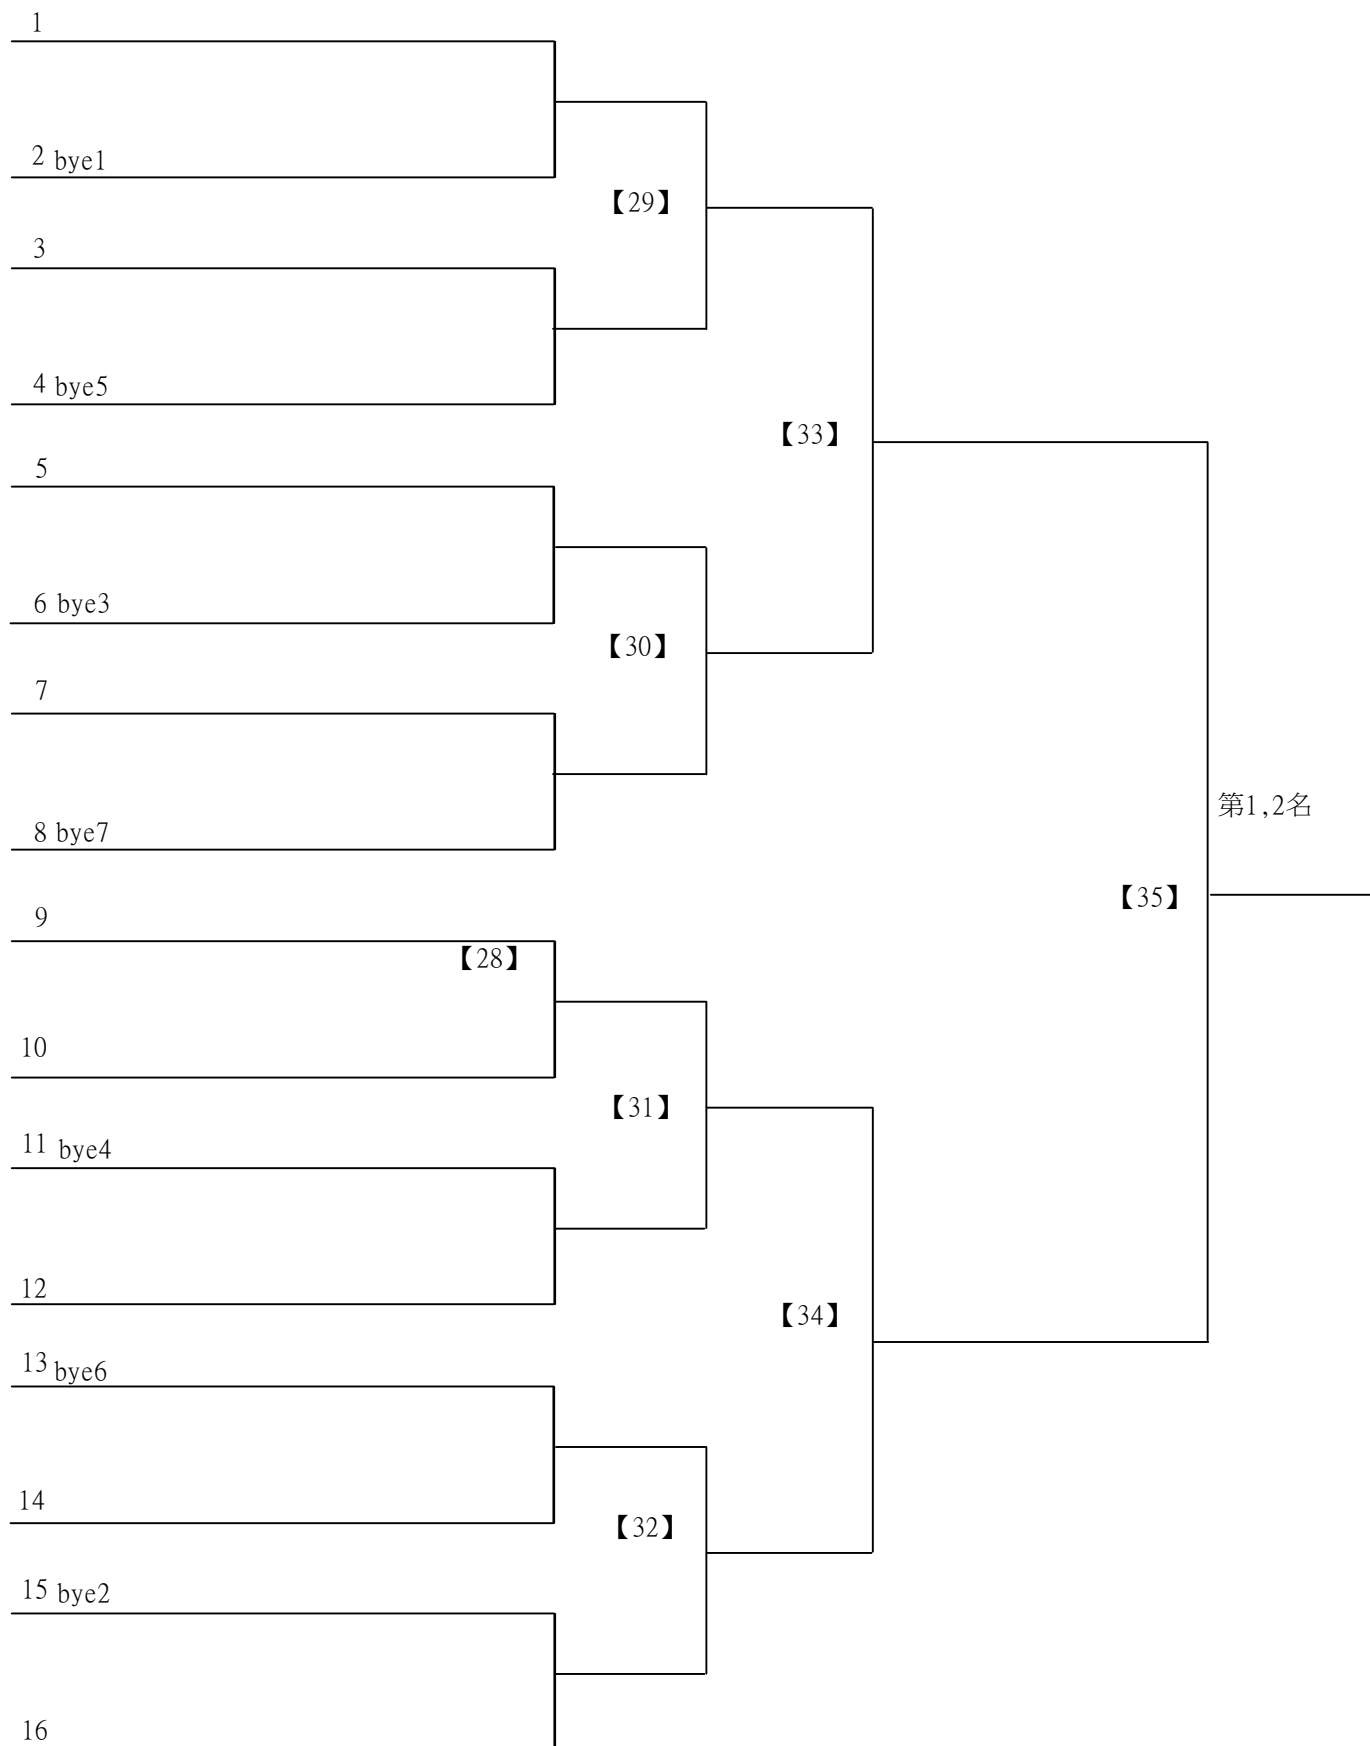 1
2 bye1
【29】
3
4 bye5
【33】
5
6 bye3
【30】
7
第1,2名
8 bye7
【35】
9
【28】
10
【31】
11 bye4
12
【34】
13 bye6
14
【32】
15 bye2
16